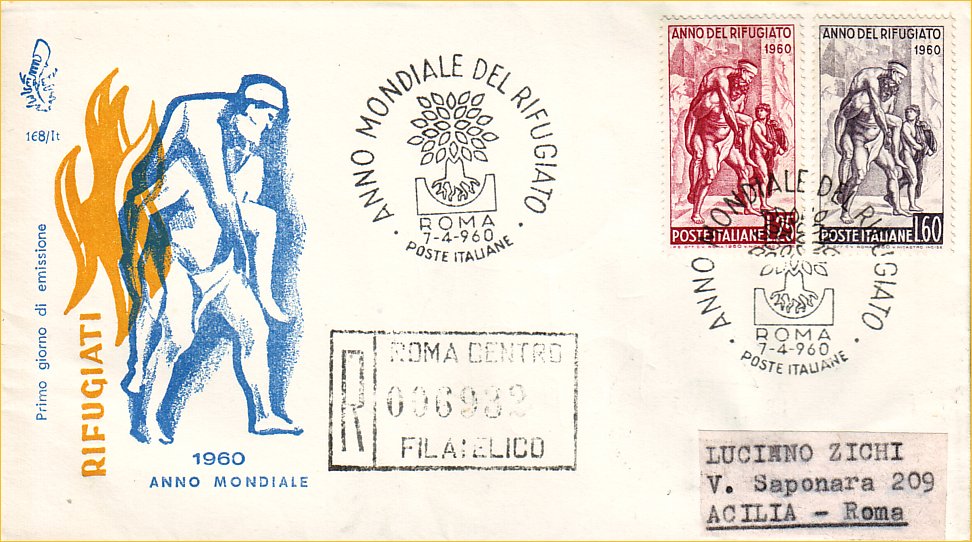 168/It
Primo giorno di emissione
RIFUGIATI
1960
ANNO MONDIALE
ANNO MONDIALE DEL RIFUGIATO
ROMA
7-4-960
POSTE ITALIANE
ANNO DEL RIFUGIATO
1960
POSTE ITALIANE L.25
ANNO DEL RIFUGIATO
1960
POSTE ITALIANE L.60
ANNO MONDIALE DEL RIFUGIATO
ROMA
7-4-960
POSTE ITALIANE
R
ROMA CENTRO
006982
FILATELICO
LUCIANO ZICHI
V. Saponara 209
ACILIA - Roma